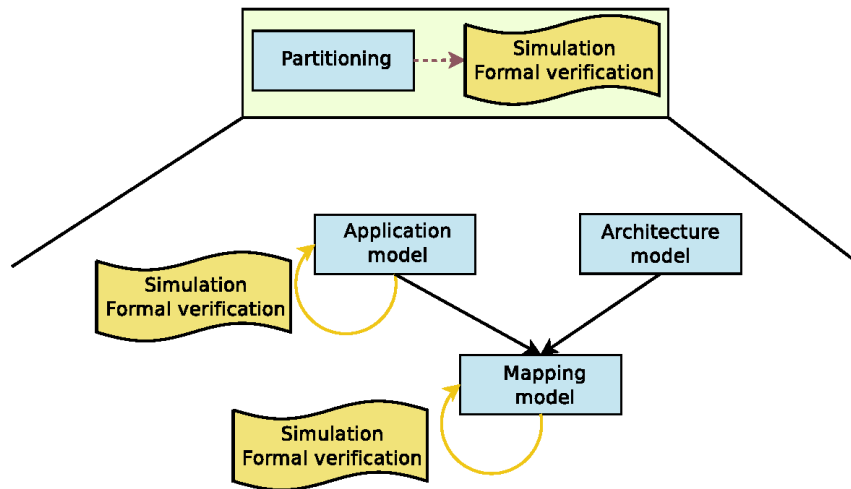 Partitioning
Simulation
Formal verification
Application
model
Architecture
model
Simulation
Formal verification
Mapping
model
Simulation
Formal verification